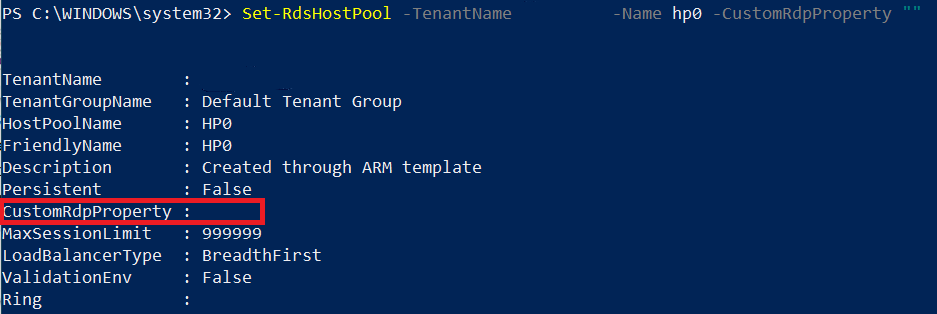 PS C:\WINDOWS\system32> Set-RdsHostPool -TenantName -Name hp0 -CustomRdpProperty ""
TenantName :
TenantGroupName : Default Tenant Group
HostPoolName : HP0
FriendlyName : HP0
Description : Created through ARM template
Persistent : False
CustomRdpProperty :
MaxSessionLimit : 999999
LoadBalancerType : BreadthFirst
ValidationEnv : False
Ring :